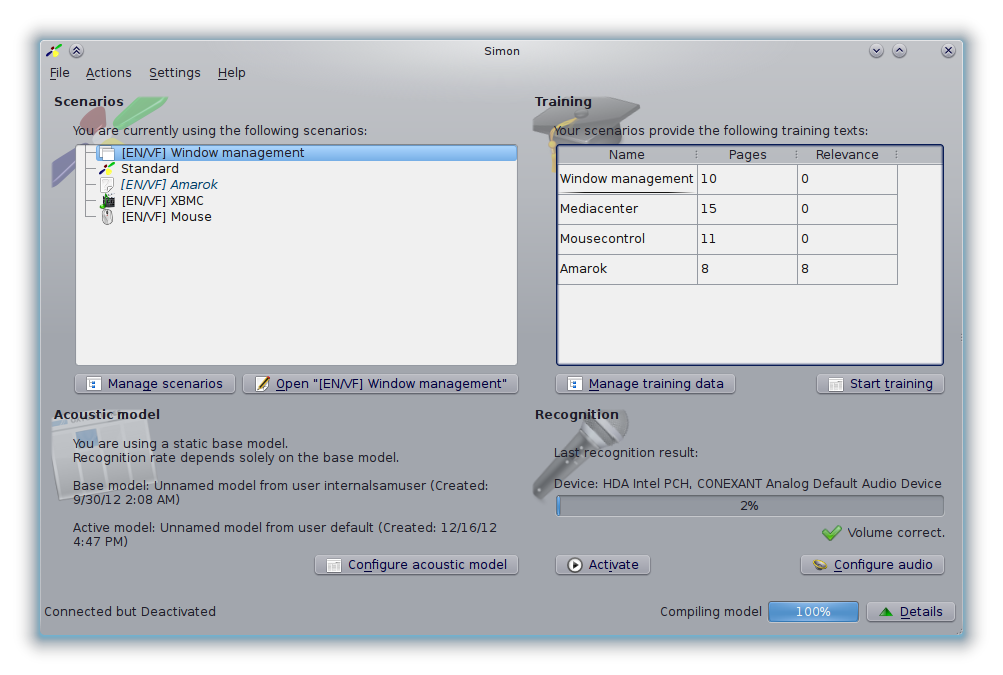 Simon
File Actions Settings Help
Scenarios
You are currently using the following scenarios:
[EN/VF] Window management
Standard
[EN/VF] Amarok
[EN/VF] XBMC
[EN/VF] Mouse
Manage scenarios
Open "[EN/VF] Window management"
Training
Your scenarios provide the following training texts:
Name Pages Relevance
Window management 10 0
Mediacenter 15 0
Mousecontrol 11 0
Amarok 8 8
Manage training data
Start training
Acoustic model
You are using a static base model.
Recognition rate depends solely on the base model.
Base model: Unnamed model from user internalsamuser (Created:
9/30/12 2:08 AM)
Active model: Unnamed model from user default (Created: 12/16/12
4:47 PM)
Configure acoustic model
Recognition
Last recognition result:
Device: HDA Intel PCH, CONEXANT Analog Default Audio Device
2%
Volume correct.
Activate
Configure audio
Connected but Deactivated
Compiling model 100% Details